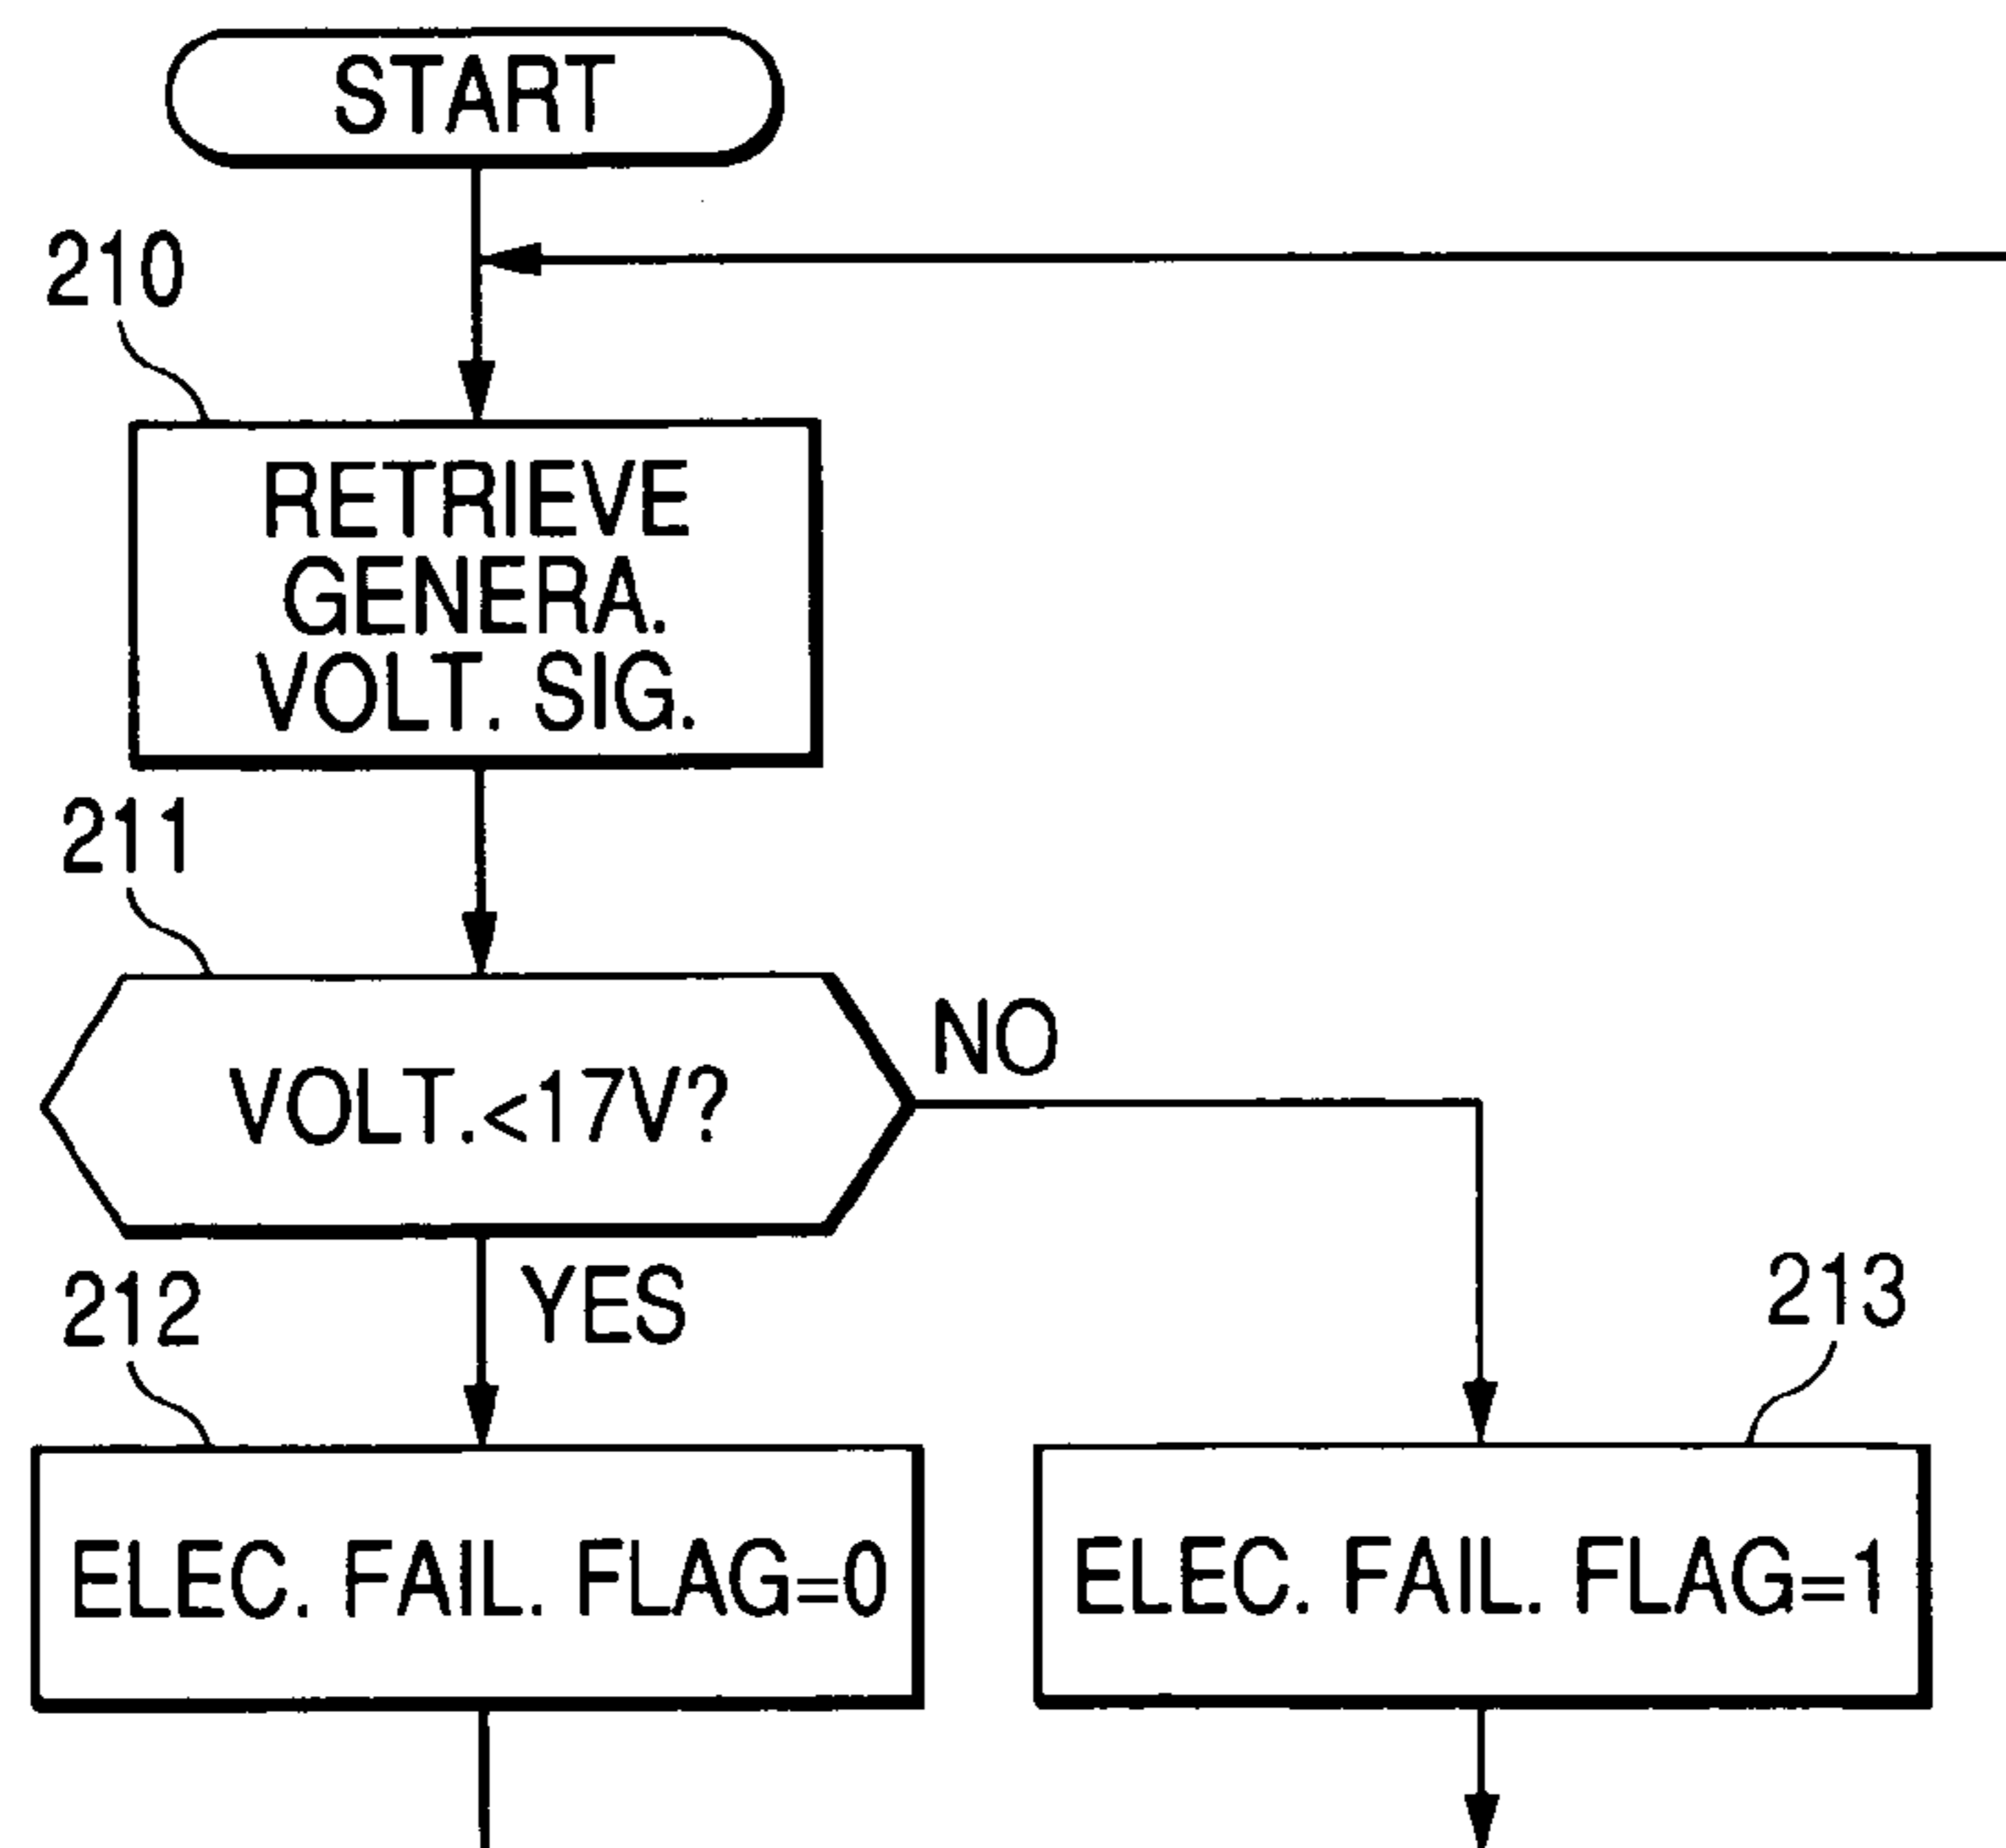 START
210
RETRIEVE
GENERA.
VOLT. SIG.
211
VOLT.<17V?
NO
YES
212
213
ELEC. FAIL. FLAG=0
ELEC. FAIL. FLAG=1